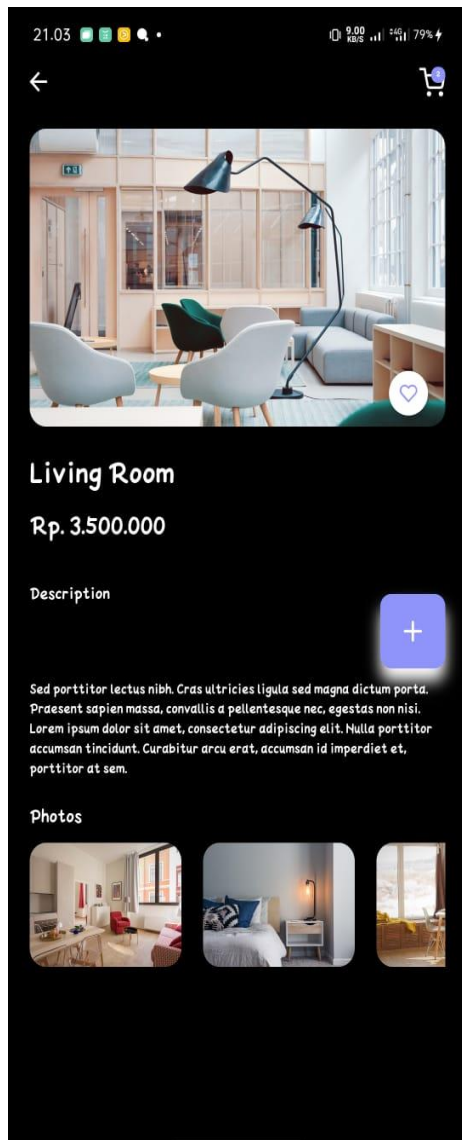 21.03
9.00
KB/S
4G
79%
2
Living Room
Rp. 3.500.000
Description
+
Sed porttitor lectus nibh. Cras ultricies ligula sed magna dictum porta.
Praesent sapien massa, convallis a pellentesque nec, egestas non nisi.
Lorem ipsum dolor sit amet, consectetur adipiscing elit. Nulla porttitor
accumsan tincidunt. Curabitur arcu erat, accumsan id imperdiet et,
porttitor at sem.
Photos